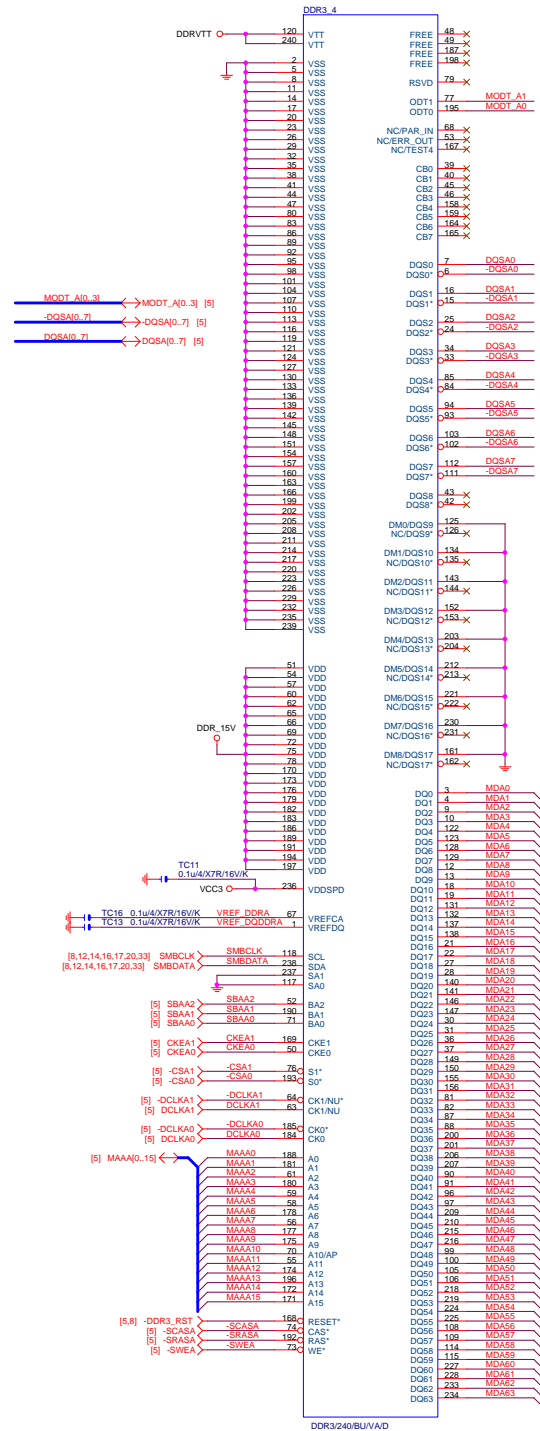 DDR3_4
DDRVTT
120 VTT
240 VTT
2 VSS
5 VSS
8 VSS
11 VSS
14 VSS
17 VSS
20 VSS
23 VSS
26 VSS
29 VSS
32 VSS
35 VSS
38 VSS
41 VSS
44 VSS
47 VSS
80 VSS
83 VSS
86 VSS
89 VSS
92 VSS
95 VSS
98 VSS
101 VSS
104 VSS
107 VSS
110 VSS
113 VSS
116 VSS
119 VSS
121 VSS
124 VSS
127 VSS
130 VSS
133 VSS
136 VSS
139 VSS
142 VSS
145 VSS
148 VSS
151 VSS
154 VSS
157 VSS
160 VSS
163 VSS
166 VSS
199 VSS
202 VSS
205 VSS
208 VSS
211 VSS
214 VSS
217 VSS
220 VSS
223 VSS
226 VSS
229 VSS
232 VSS
235 VSS
239 VSS
MODT_A[0..3] MODT_A[0..3] [5]
-DQSA[0..7] -DQSA[0..7] [5]
DQSA[0..7] DQSA[0..7] [5]
DDR_15V
51 VDD
54 VDD
57 VDD
60 VDD
62 VDD
65 VDD
66 VDD
69 VDD
72 VDD
75 VDD
78 VDD
170 VDD
173 VDD
176 VDD
179 VDD
182 VDD
183 VDD
186 VDD
189 VDD
191 VDD
194 VDD
197 VDD
TC11
0.1u/4/X7R/16V/K
VCC3 236 VDDSPD
TC16 0.1u/4/X7R/16V/K VREF_DDRA 67 VREFCA
TC13 0.1u/4/X7R/16V/K VREF_DQDDRA 1 VREFDQ
[8,12,14,16,17,20,33] SMBCLK SMBCLK 118 SCL
[8,12,14,16,17,20,33] SMBDATA SMBDATA 238 SDA
237 SA1
117 SA0
[5] SBAA2 SBAA2 52 BA2
[5] SBAA1 SBAA1 190 BA1
[5] SBAA0 SBAA0 71 BA0
[5] CKEA1 CKEA1 169 CKE1
[5] CKEA0 CKEA0 50 CKE0
[5] -CSA1 -CSA1 76 S1*
[5] -CSA0 -CSA0 193 S0*
[5] -DCLKA1 -DCLKA1 64 CK1/NU*
[5] DCLKA1 DCLKA1 63 CK1/NU
[5] -DCLKA0 -DCLKA0 185 CK0*
[5] DCLKA0 DCLKA0 184 CK0
[5] MAAA[0..15]
MAAA0 188 A0
MAAA1 181 A1
MAAA2 61 A2
MAAA3 180 A3
MAAA4 59 A4
MAAA5 58 A5
MAAA6 178 A6
MAAA7 56 A7
MAAA8 177 A8
MAAA9 175 A9
MAAA10 70 A10/AP
MAAA11 55 A11
MAAA12 174 A12
MAAA13 196 A13
MAAA14 172 A14
MAAA15 171 A15
[5,8] -DDR3_RST 168 RESET*
[5] -SCASA -SCASA 74 CAS*
[5] -SRASA -SRASA 192 RAS*
[5] -SWEA -SWEA 73 WE*
FREE 48
FREE 49
FREE 187
FREE 198
RSVD 79
ODT1 77 MODT_A1
ODT0 195 MODT_A0
NC/PAR_IN 68
NC/ERR_OUT 53
NC/TEST4 167
CB0 39
CB1 40
CB2 45
CB3 46
CB4 158
CB5 159
CB6 164
CB7 165
DQS0 7 DQSA0
DQS0* 6 -DQSA0
DQS1 16 DQSA1
DQS1* 15 -DQSA1
DQS2 25 DQSA2
DQS2* 24 -DQSA2
DQS3 34 DQSA3
DQS3* 33 -DQSA3
DQS4 85 DQSA4
DQS4* 84 -DQSA4
DQS5 94 DQSA5
DQS5* 93 -DQSA5
DQS6 103 DQSA6
DQS6* 102 -DQSA6
DQS7 112 DQSA7
DQS7* 111 -DQSA7
DQS8 43
DQS8* 42
DM0/DQS9 125
NC/DQS9* 126
DM1/DQS10 134
NC/DQS10* 135
DM2/DQS11 143
NC/DQS11* 144
DM3/DQS12 152
NC/DQS12* 153
DM4/DQS13 203
NC/DQS13* 204
DM5/DQS14 212
NC/DQS14* 213
DM6/DQS15 221
NC/DQS15* 222
DM7/DQS16 230
NC/DQS16* 231
DM8/DQS17 161
NC/DQS17* 162
DQ0 3 MDA0
DQ1 4 MDA1
DQ2 9 MDA2
DQ3 10 MDA3
DQ4 122 MDA4
DQ5 123 MDA5
DQ6 128 MDA6
DQ7 129 MDA7
DQ8 12 MDA8
DQ9 13 MDA9
DQ10 18 MDA10
DQ11 19 MDA11
DQ12 131 MDA12
DQ13 132 MDA13
DQ14 137 MDA14
DQ15 138 MDA15
DQ16 21 MDA16
DQ17 22 MDA17
DQ18 27 MDA18
DQ19 28 MDA19
DQ20 140 MDA20
DQ21 141 MDA21
DQ22 146 MDA22
DQ23 147 MDA23
DQ24 30 MDA24
DQ25 31 MDA25
DQ26 36 MDA26
DQ27 37 MDA27
DQ28 149 MDA28
DQ29 150 MDA29
DQ30 155 MDA30
DQ31 156 MDA31
DQ32 81 MDA32
DQ33 82 MDA33
DQ34 87 MDA34
DQ35 88 MDA35
DQ36 200 MDA36
DQ37 201 MDA37
DQ38 206 MDA38
DQ39 207 MDA39
DQ40 90 MDA40
DQ41 91 MDA41
DQ42 96 MDA42
DQ43 97 MDA43
DQ44 209 MDA44
DQ45 210 MDA45
DQ46 215 MDA46
DQ47 216 MDA47
DQ48 99 MDA48
DQ49 100 MDA49
DQ50 105 MDA50
DQ51 106 MDA51
DQ52 218 MDA52
DQ53 219 MDA53
DQ54 224 MDA54
DQ55 225 MDA55
DQ56 108 MDA56
DQ57 109 MDA57
DQ58 114 MDA58
DQ59 115 MDA59
DQ60 227 MDA60
DQ61 228 MDA61
DQ62 233 MDA62
DQ63 234 MDA63
DDR3/240/BU/VA/D